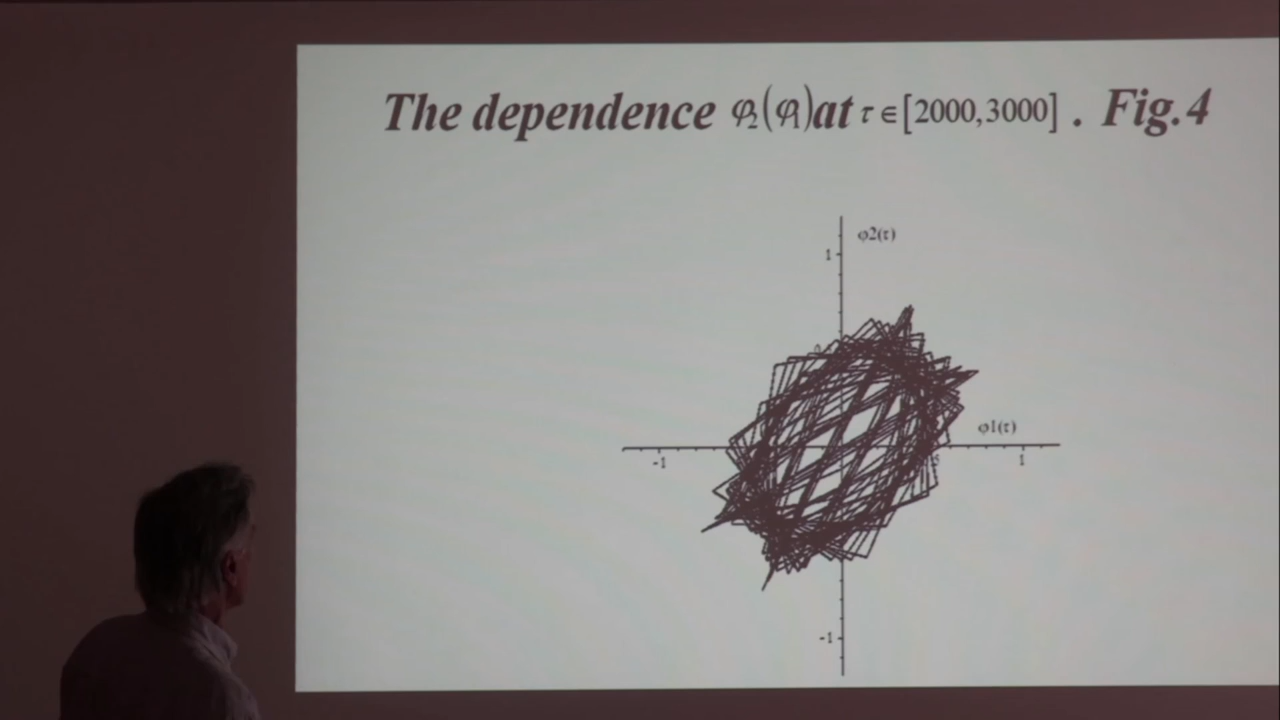 The dependence φ₂(φ₁)at τ ∈ [2000,3000] . Fig.4
φ2(τ)
1
φ1(τ)
-1
1
-1